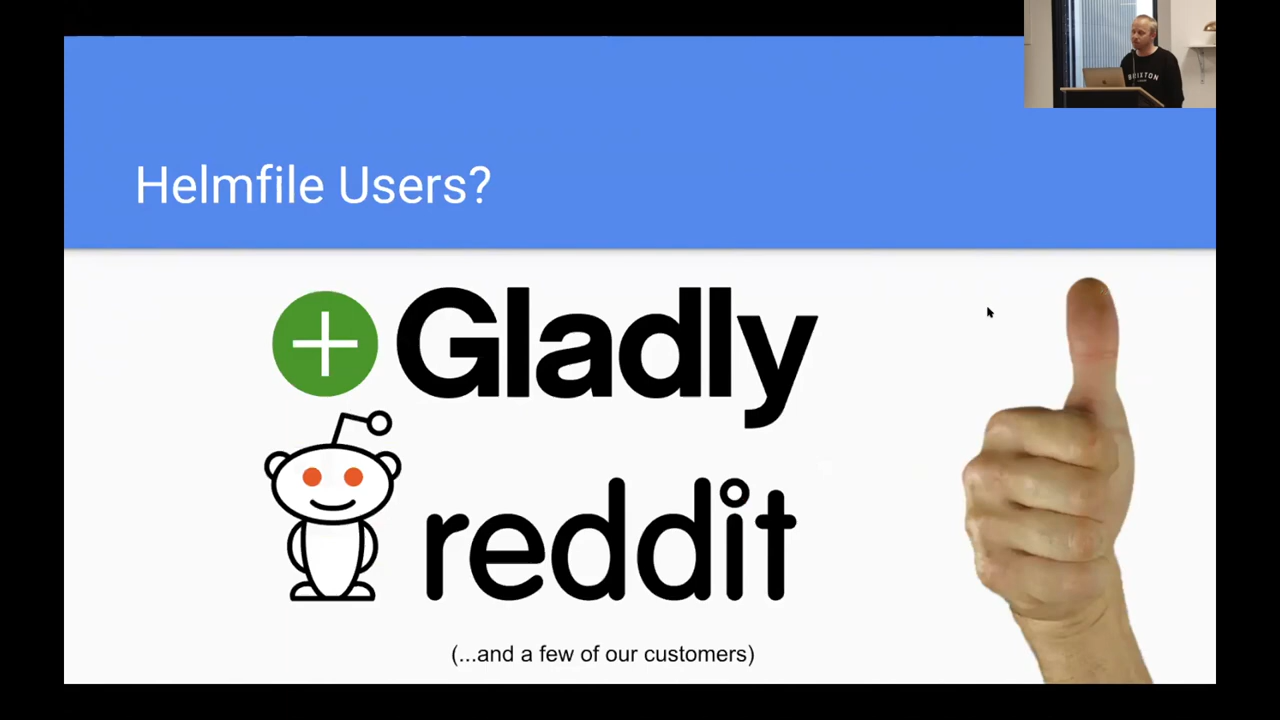 Helmfile Users?
Gladly
reddit
(...and a few of our customers)